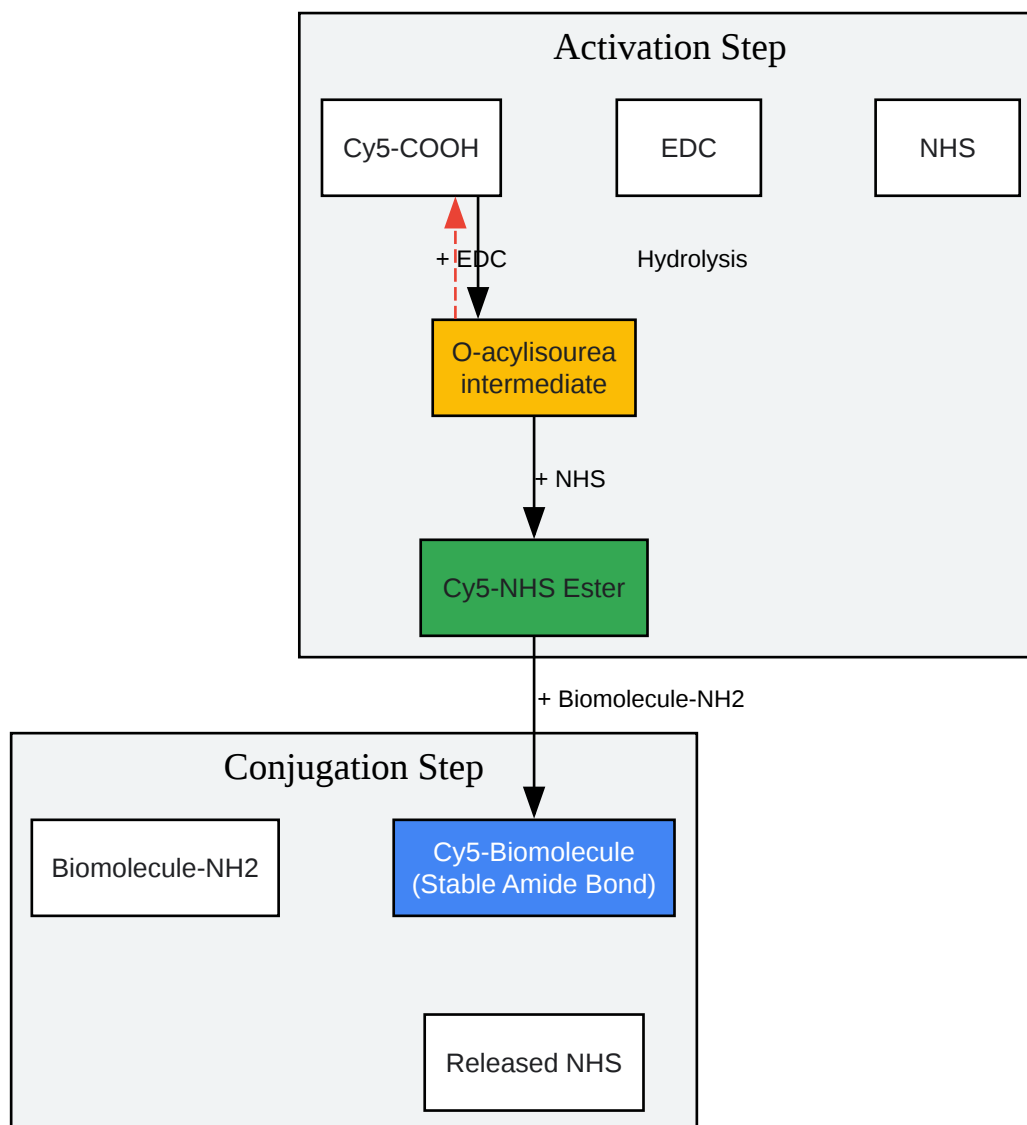 Activation Step
Cy5-COOH
EDC
NHS
+ EDC
Hydrolysis
O-acylisourea
intermediate
+ NHS
Cy5-NHS Ester
+ Biomolecule-NH2
Conjugation Step
Biomolecule-NH2
Cy5-Biomolecule
(Stable Amide Bond)
Released NHS